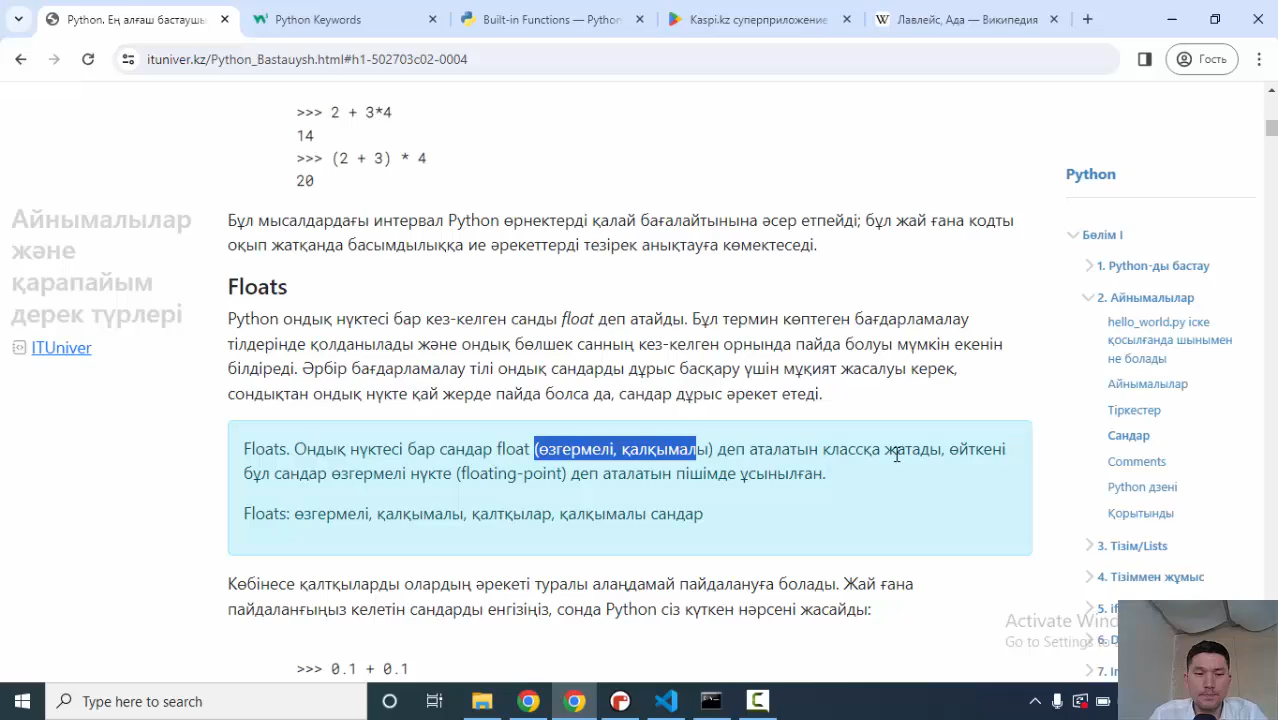 Python. Ең алғаш бастаушы
Python Keywords
Built-in Functions — Python
Kaspi.kz суперприложение
Лавлейс, Ада — Википедия
ituniver.kz/Python_Bastauysh.html#h1-502703c02-0004
Гость
>>> 2 + 3*4
14
>>> (2 + 3) * 4
20
Бұл мысалдардағы интервал Python өрнектерді қалай бағалайтынына әсер етпейді; бұл жай ғана кодты
оқып жатқанда басымдылыққа ие әрекеттерді тезірек анықтауға көмектеседі.
Айнымалылар
және
қарапайым
дерек түрлері
ITUniver
Floats
Python ондық нүктесі бар кез-келген санды float деп атайды. Бұл термин көптеген бағдарламалау
тілдерінде қолданылады және ондық бөлшек санның кез-келген орнында пайда болуы мүмкін екенін
білдіреді. Әрбір бағдарламалау тілі ондық сандарды дұрыс басқару үшін мұқият жасалуы керек,
сондықтан ондық нүкте қай жерде пайда болса да, сандар дұрыс әрекет етеді.
Floats. Ондық нүктесі бар сандар float (өзгермелі, қалқымалы) деп аталатын классқа жатады, өйткені
бұл сандар өзгермелі нүкте (floating-point) деп аталатын пішімде ұсынылған.
Floats: өзгермелі, қалқымалы, қалтқылар, қалқымалы сандар
Көбінесе қалтқыларды олардың әрекеті туралы алаңдамай пайдалануға болады. Жай ғана
пайдаланғыңыз келетін сандарды енгізіңіз, сонда Python сіз күткен нәрсені жасайды:
>>> 0.1 + 0.1
Python
Бөлім I
1. Python-ды бастау
2. Айнымалылар
hello_world.py іске
қосылғанда шынымен
не болады
Айнымалылар
Тіркестер
Сандар
Comments
Python дзені
Қорытынды
3. Тізім/Lists
4. Тізіммен жұмыс
5. if
6. D
7. In
Activate Wind
Go to Settings to
Type here to search